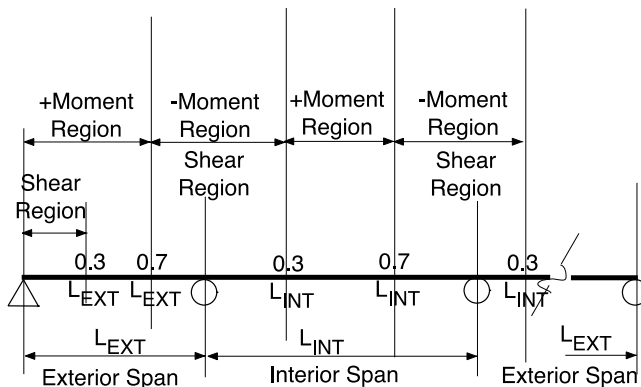 +Moment Region
-Moment Region
+Moment Region
-Moment Region
Shear Region
Shear Region
Shear Region
0.3 L_EXT
0.7 L_EXT
0.3 L_INT
0.7 L_INT
0.3 L_INT
L_EXT
L_INT
L_EXT
Exterior Span
Interior Span
Exterior Span